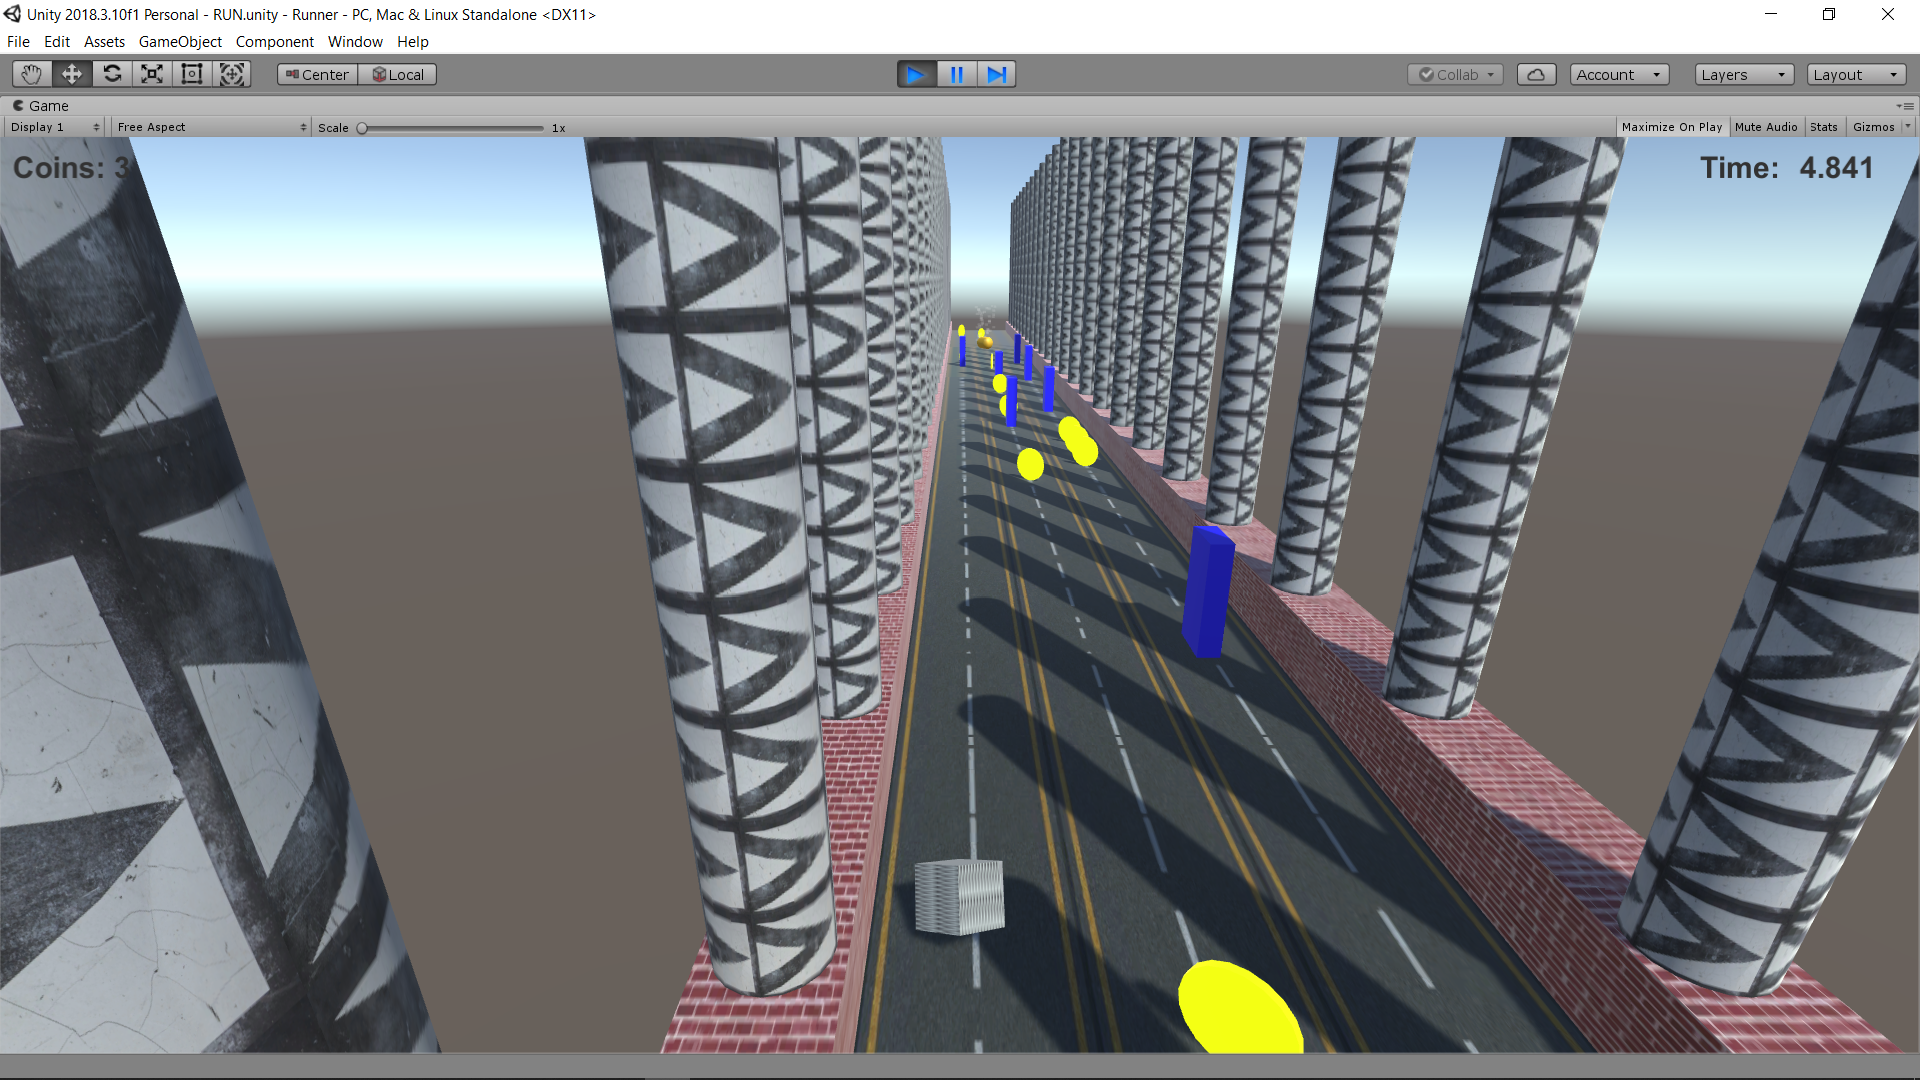 Unity 2018.3.10f1 Personal - RUN.unity - Runner - PC, Mac & Linux Standalone <DX11>
File Edit Assets GameObject Component Window Help
Center Local Collab Account Layers Layout
Game
Display 1 Free Aspect Scale 1x Maximize On Play Mute Audio Stats Gizmos
Coins: Time: 4.841